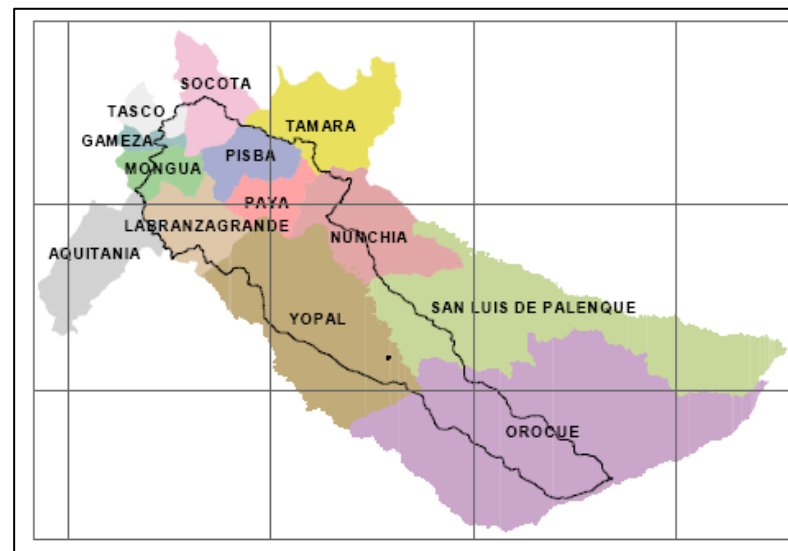 SOCOTA
TASCO
TAMARA
GAMEZA
PISBA
MONGUA
PAYA
LABRANZAGRANDE
NUNCHIA
AQUITANIA
SAN LUIS DE PALENQUE
YOPAL
OROCUE